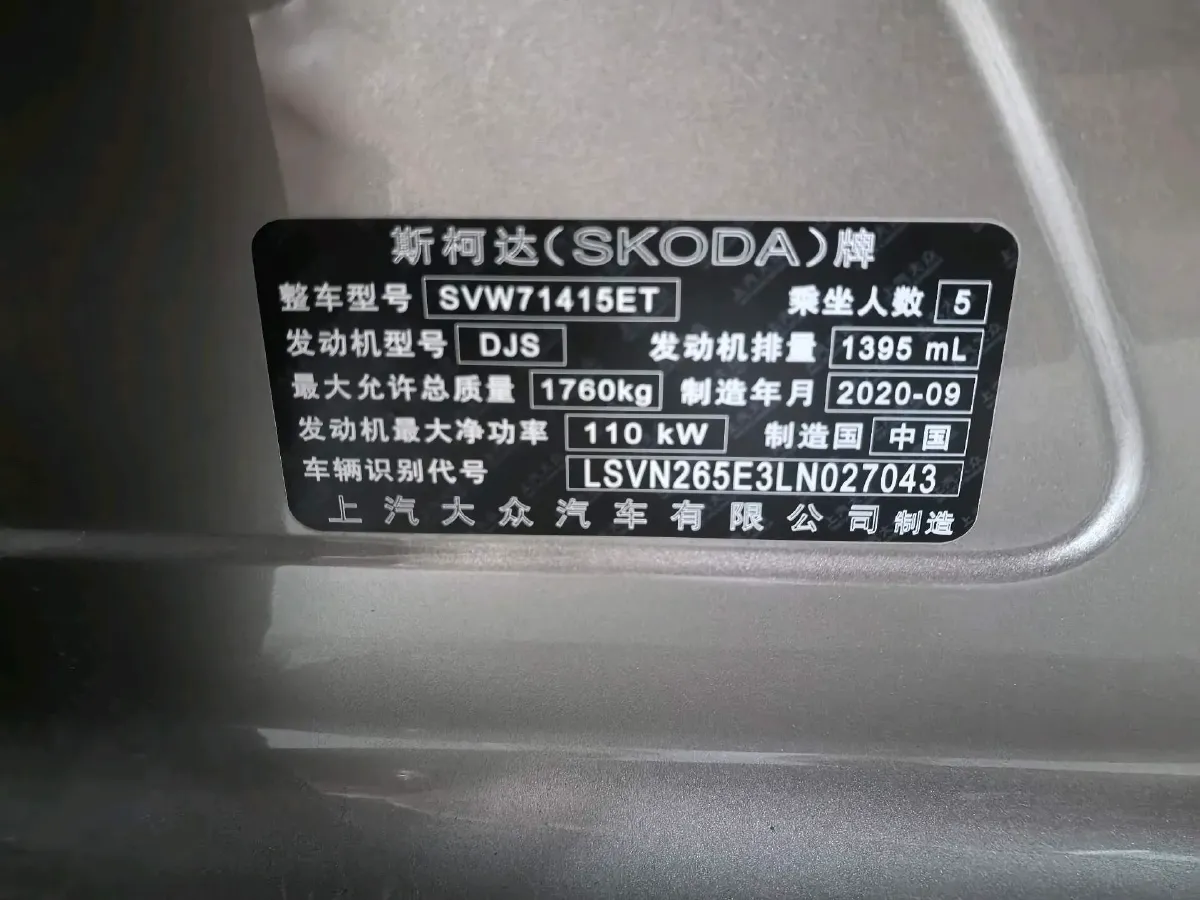 斯柯达(SKODA)牌
整车型号 SVW71415ET 乘坐人数 5
发动机型号 DJS 发动机排量 1395 mL
最大允许总质量 1760kg 制造年月 2020-09
发动机最大净功率 110 kW 制造国 中国
车辆识别代号 LSVN265E3LN027043
上汽大众汽车有限公司 制造